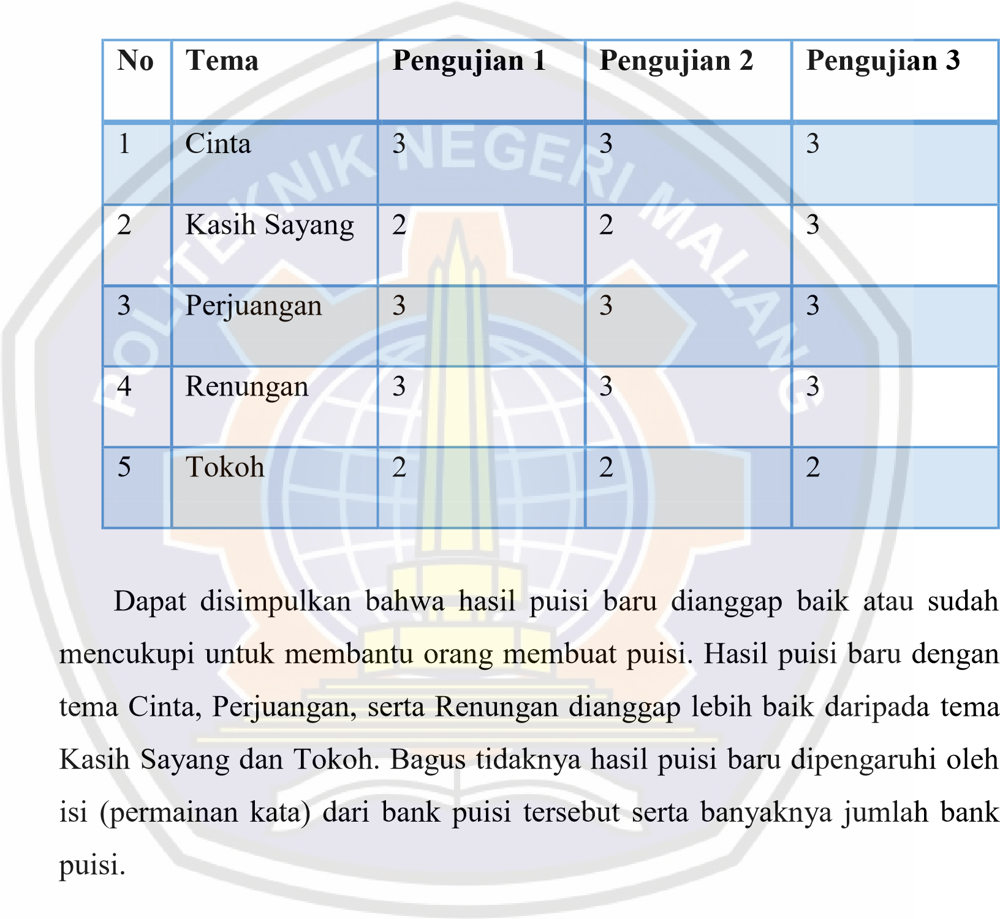 No Tema Pengujian 1 Pengujian 2 Pengujian 3
1 Cinta 3 3 3
2 Kasih Sayang 2 2 3
3 Perjuangan 3 3 3
4 Renungan 3 3 3
5 Tokoh 2 2 2
POLITEKNIK NEGERI MALANG
Dapat disimpulkan bahwa hasil puisi baru dianggap baik atau sudah
mencukupi untuk membantu orang membuat puisi. Hasil puisi baru dengan
tema Cinta, Perjuangan, serta Renungan dianggap lebih baik daripada tema
Kasih Sayang dan Tokoh. Bagus tidaknya hasil puisi baru dipengaruhi oleh
isi (permainan kata) dari bank puisi tersebut serta banyaknya jumlah bank
puisi.